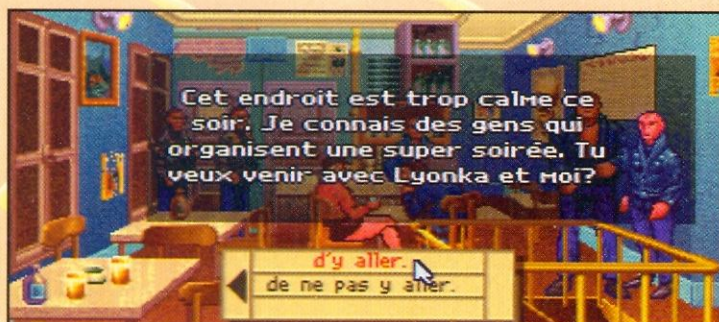 Cet endroit est trop calme ce
soir. Je connais des gens qui
organisent une super soirée. Tu
veux venir avec Lyonka et moi?
d'y aller.
de ne pas y aller.